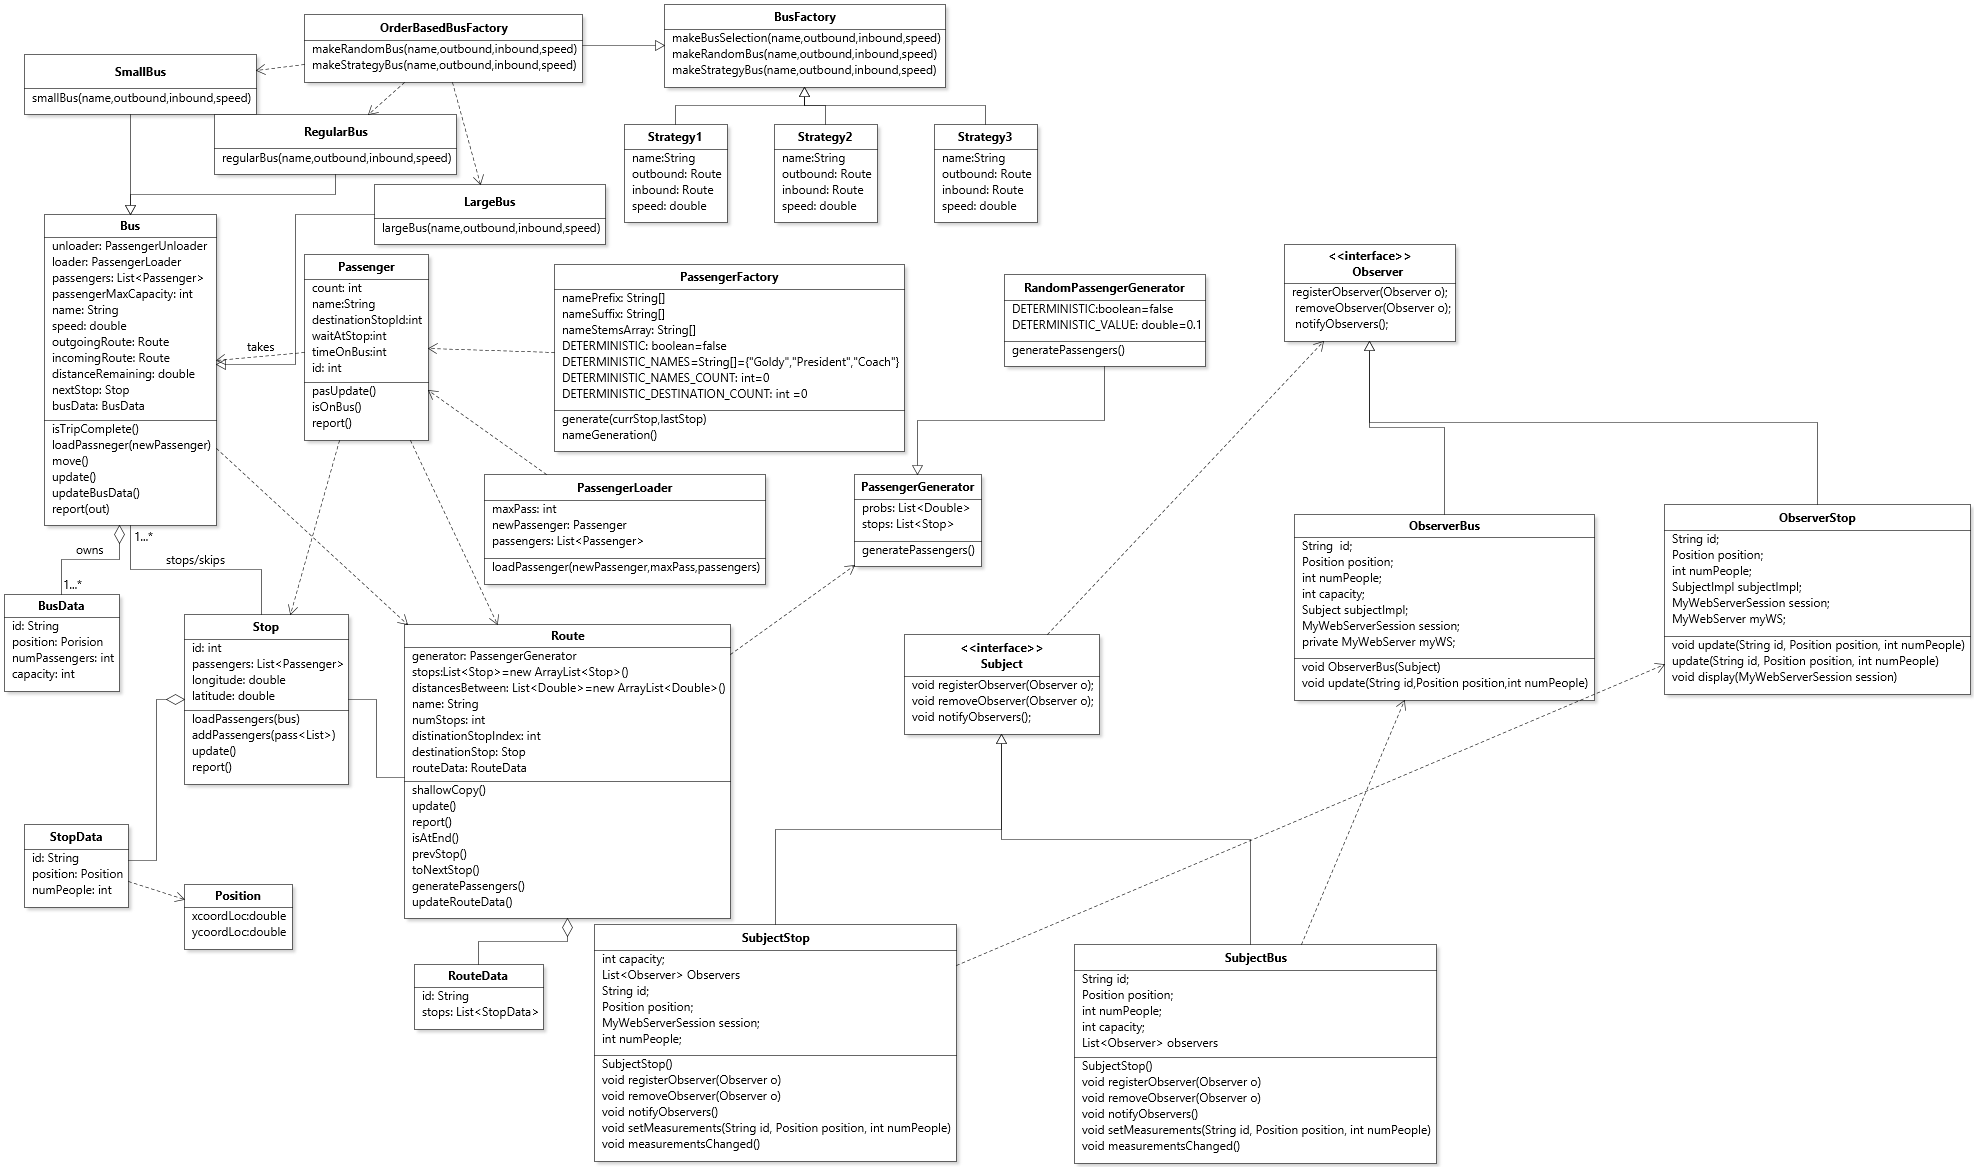 OrderBasedBusFactory
makeRandomBus(name,outbound,inbound,speed)
makeStrategyBus(name,outbound,inbound,speed)
BusFactory
makeBusSelection(name,outbound,inbound,speed)
makeRandomBus(name,outbound,inbound,speed)
makeStrategyBus(name,outbound,inbound,speed)
SmallBus
smallBus(name,outbound,inbound,speed)
RegularBus
regularBus(name,outbound,inbound,speed)
LargeBus
largeBus(name,outbound,inbound,speed)
Strategy1
name:String
outbound: Route
inbound: Route
speed: double
Strategy2
name:String
outbound: Route
inbound: Route
speed: double
Strategy3
name:String
outbound: Route
inbound: Route
speed: double
Bus
unloader: PassengerUnloader
loader: PassengerLoader
passengers: List<Passenger>
passengerMaxCapacity: int
name: String
speed: double
outgoingRoute: Route
incomingRoute: Route
distanceRemaining: double
nextStop: Stop
busData: BusData
isTripComplete()
loadPassneger(newPassenger)
move()
update()
updateBusData()
report(out)
takes
Passenger
count: int
name:String
destinationStopId:int
waitAtStop:int
timeOnBus:int
id: int
pasUpdate()
isOnBus()
report()
PassengerFactory
namePrefix: String[]
nameSuffix: String[]
nameStemsArray: String[]
DETERMINISTIC: boolean=false
DETERMINISTIC_NAMES=String[]={"Goldy","President","Coach"}
DETERMINISTIC_NAMES_COUNT: int=0
DETERMINISTIC_DESTINATION_COUNT: int =0
generate(currStop,lastStop)
nameGeneration()
RandomPassengerGenerator
DETERMINISTIC:boolean=false
DETERMINISTIC_VALUE: double=0.1
generatePassengers()
<<interface>>
Observer
registerObserver(Observer o);
removeObserver(Observer o);
notifyObservers();
PassengerLoader
maxPass: int
newPassenger: Passenger
passengers: List<Passenger>
loadPassenger(newPassenger,maxPass,passengers)
PassengerGenerator
probs: List<Double>
stops: List<Stop>
generatePassengers()
ObserverBus
String  id;
Position position;
int numPeople;
int capacity;
Subject subjectImpl;
MyWebServerSession session;
private MyWebServer myWS;
void ObserverBus(Subject)
void update(String id,Position position,int numPeople)
ObserverStop
String id;
Position position;
int numPeople;
SubjectImpl subjectImpl;
MyWebServerSession session;
MyWebServer myWS;
void update(String id, Position position, int numPeople)
update(String id, Position position, int numPeople)
void display(MyWebServerSession session)
1...*
owns
stops/skips
1...*
BusData
id: String
position: Porision
numPassengers: int
capacity: int
Stop
id: int
passengers: List<Passenger>
longitude: double
latitude: double
loadPassengers(bus)
addPassengers(pass<List>)
update()
report()
Route
generator: PassengerGenerator
stops:List<Stop>=new ArrayList<Stop>()
distancesBetween: List<Double>=new ArrayList<Double>()
name: String
numStops: int
distinationStopIndex: int
destinationStop: Stop
routeData: RouteData
shallowCopy()
update()
report()
isAtEnd()
prevStop()
toNextStop()
generatePassengers()
updateRouteData()
<<interface>>
Subject
void registerObserver(Observer o);
void removeObserver(Observer o);
void notifyObservers();
StopData
id: String
position: Position
numPeople: int
Position
xcoordLoc:double
ycoordLoc:double
RouteData
id: String
stops: List<StopData>
SubjectStop
int capacity;
List<Observer> Observers
String id;
Position position;
MyWebServerSession session;
int numPeople;
SubjectStop()
void registerObserver(Observer o)
void removeObserver(Observer o)
void notifyObservers()
void setMeasurements(String id, Position position, int numPeople)
void measurementsChanged()
SubjectBus
String id;
Position position;
int numPeople;
int capacity;
List<Observer> observers
SubjectStop()
void registerObserver(Observer o)
void removeObserver(Observer o)
void notifyObservers()
void setMeasurements(String id, Position position, int numPeople)
void measurementsChanged()